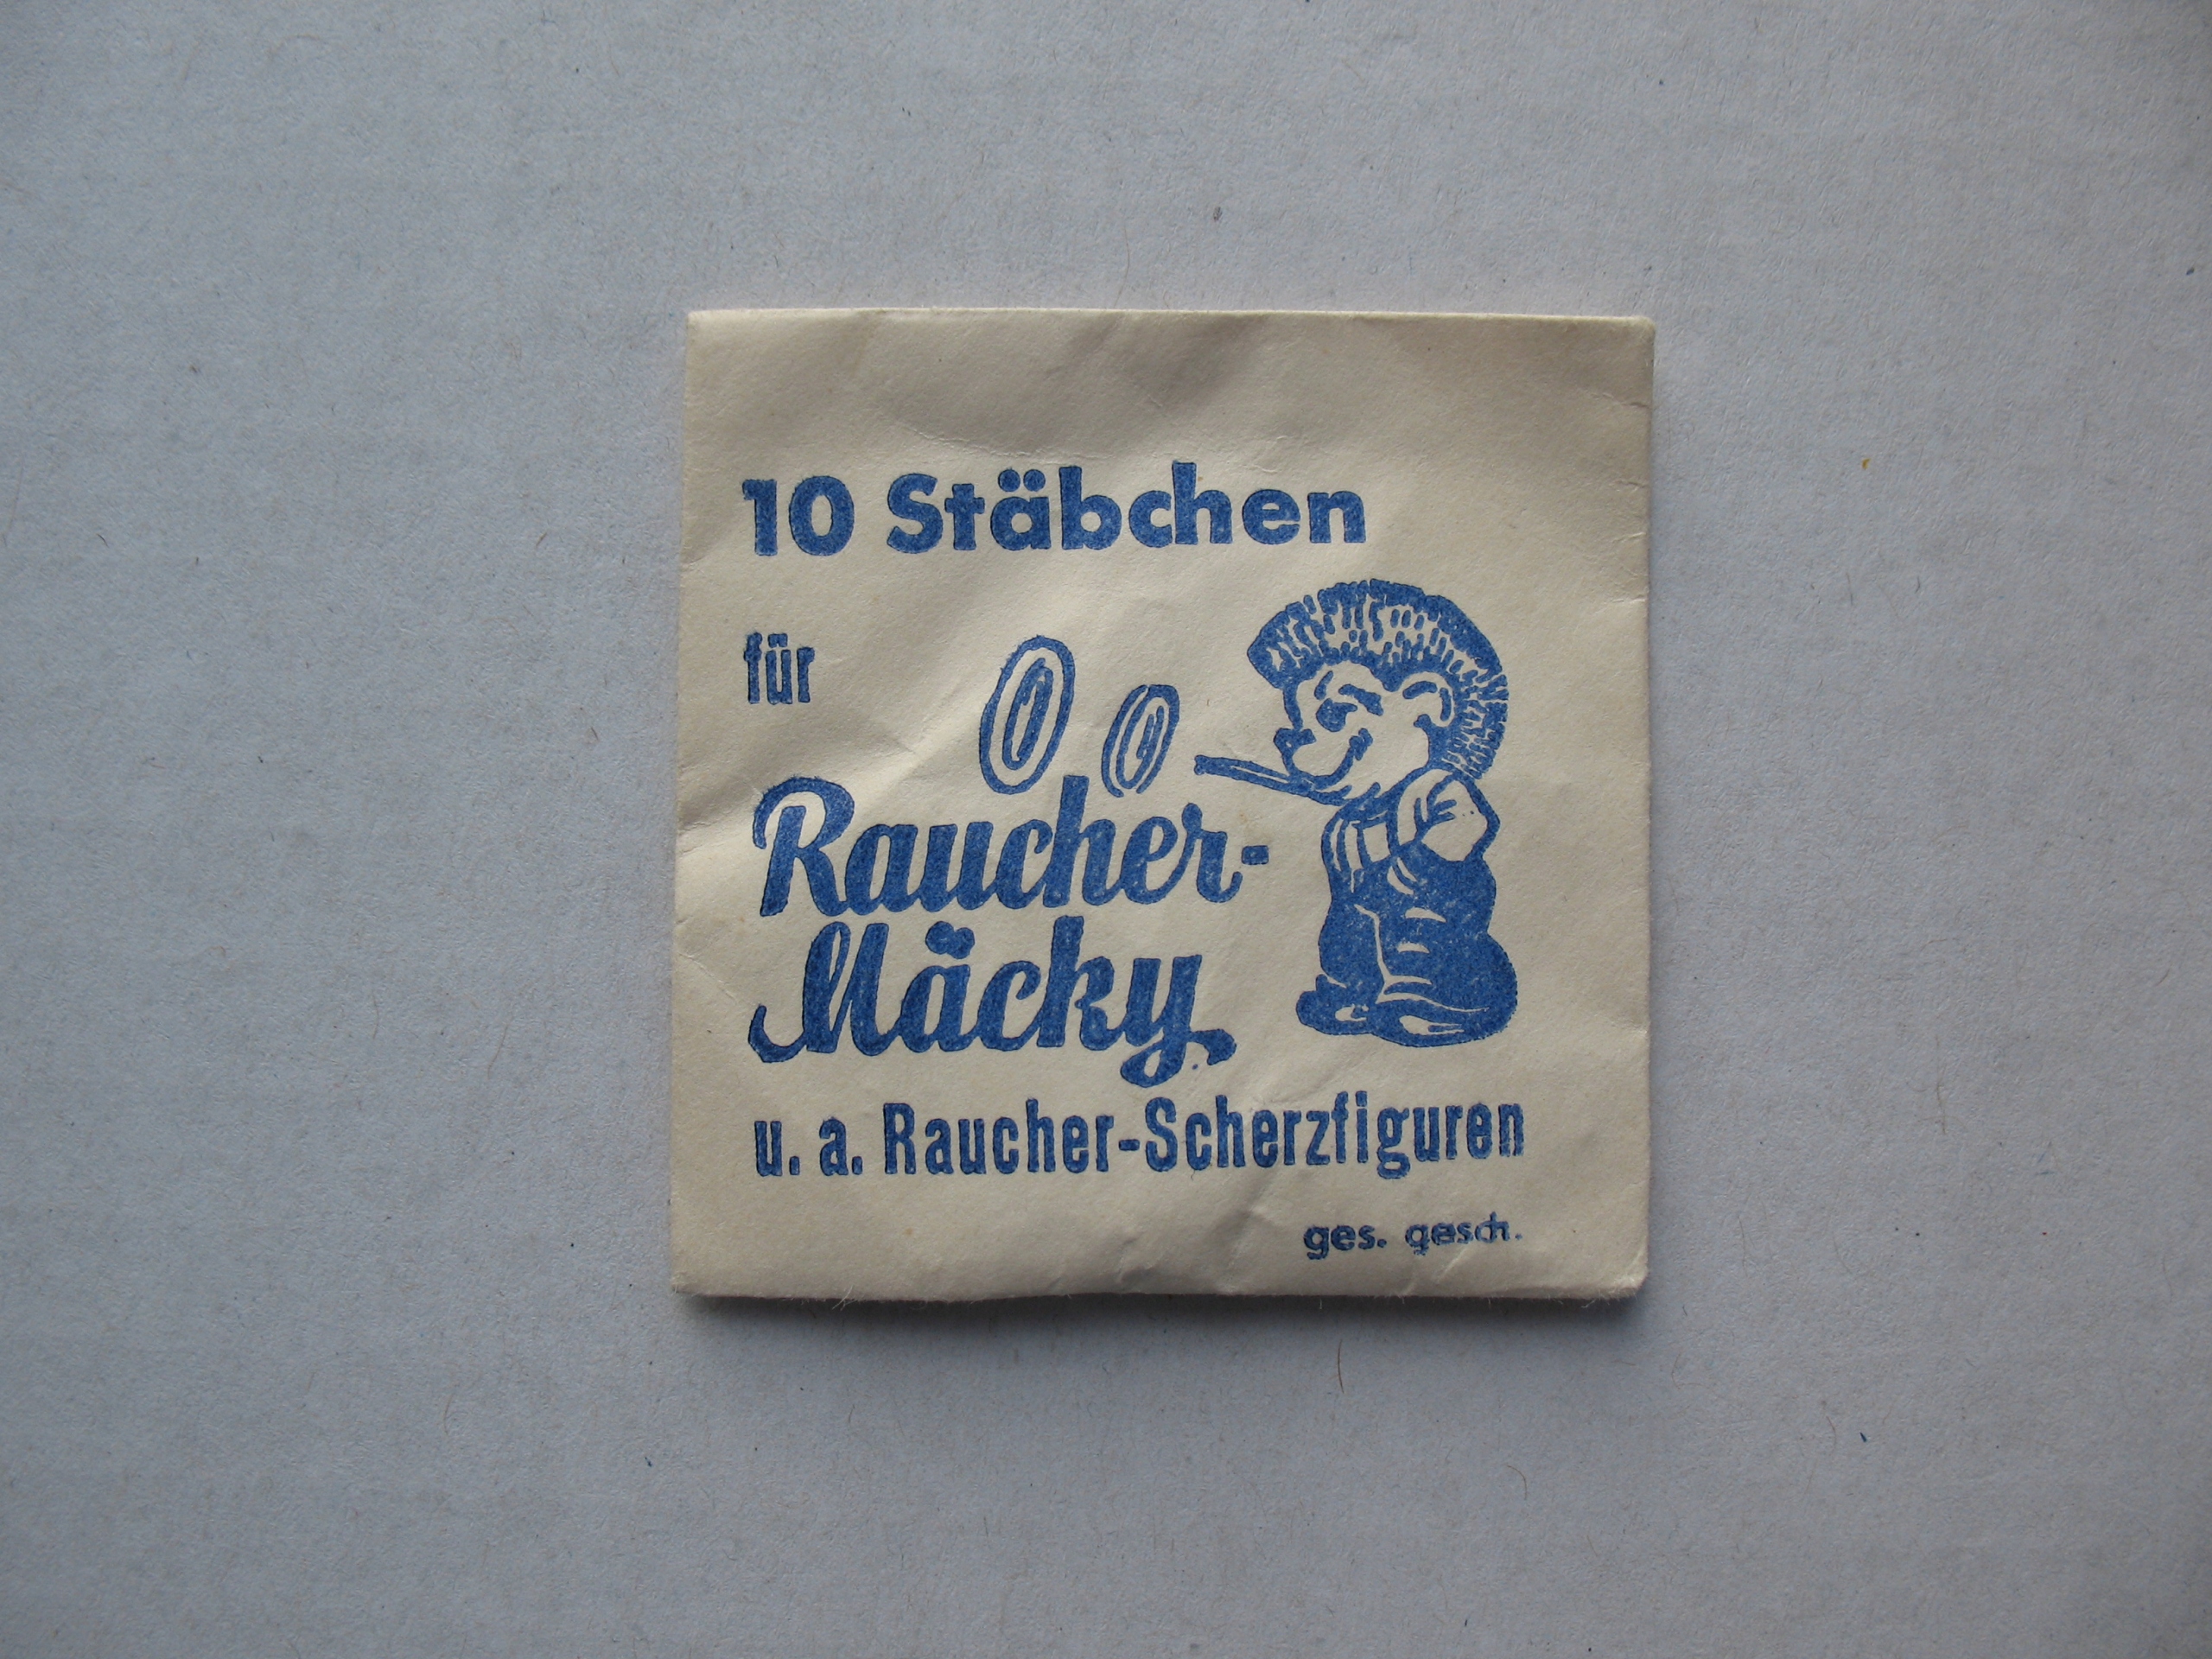 10 Stäbchen
für
Raucher-
Mäcky
u. a. Raucher-Scherzfiguren
ges. gesch.